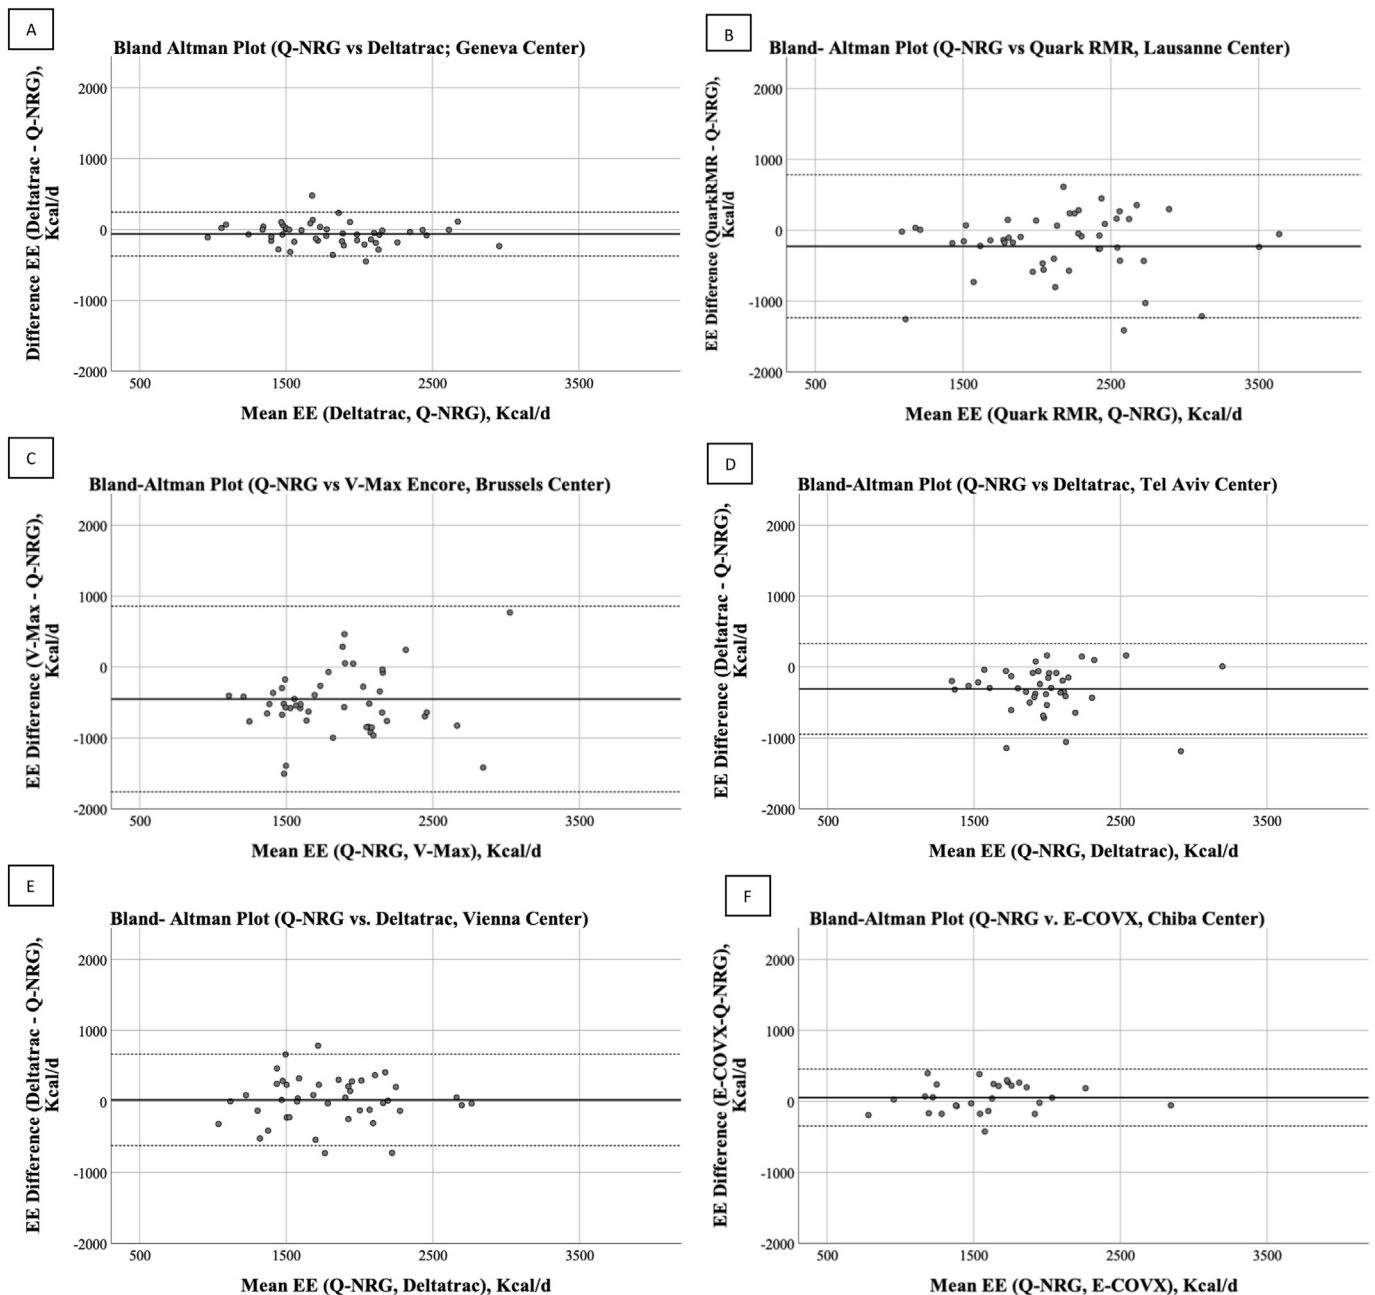 A
Bland Altman Plot (Q-NRG vs Deltatrac; Geneva Center)
Difference EE (Deltatrac - Q-NRG),
Kcal/d
2000
1000
0
-1000
-2000
500 1500 2500 3500
Mean EE (Deltatrac, Q-NRG), Kcal/d
B
Bland- Altman Plot (Q-NRG vs Quark RMR, Lausanne Center)
EE Difference (QuarkRMR - Q-NRG),
Kcal/d
2000
1000
0
-1000
-2000
500 1500 2500 3500
Mean EE (Quark RMR, Q-NRG), Kcal/d
C
Bland-Altman Plot (Q-NRG vs V-Max Encore, Brussels Center)
EE Difference (V-Max - Q-NRG),
Kcal/d
2000
1000
0
-1000
-2000
500 1500 2500 3500
Mean EE (Q-NRG, V-Max), Kcal/d
D
Bland-Altman Plot (Q-NRG vs Deltatrac, Tel Aviv Center)
EE Difference (Deltatrac - Q-NRG),
Kcal/d
2000
1000
0
-1000
-2000
500 1500 2500 3500
Mean EE (Q-NRG, Deltatrac), Kcal/d
E
Bland- Altman Plot (Q-NRG vs. Deltatrac, Vienna Center)
EE Difference (Deltatrac - Q-NRG),
Kcal/d
2000
1000
0
-1000
-2000
500 1500 2500 3500
Mean EE (Q-NRG, Deltatrac), Kcal/d
F
Bland-Altman Plot (Q-NRG v. E-COVX, Chiba Center)
EE Difference (E-COVX-Q-NRG),
Kcal/d
2000
1000
0
-1000
-2000
500 1500 2500 3500
Mean EE (Q-NRG, E-COVX), Kcal/d